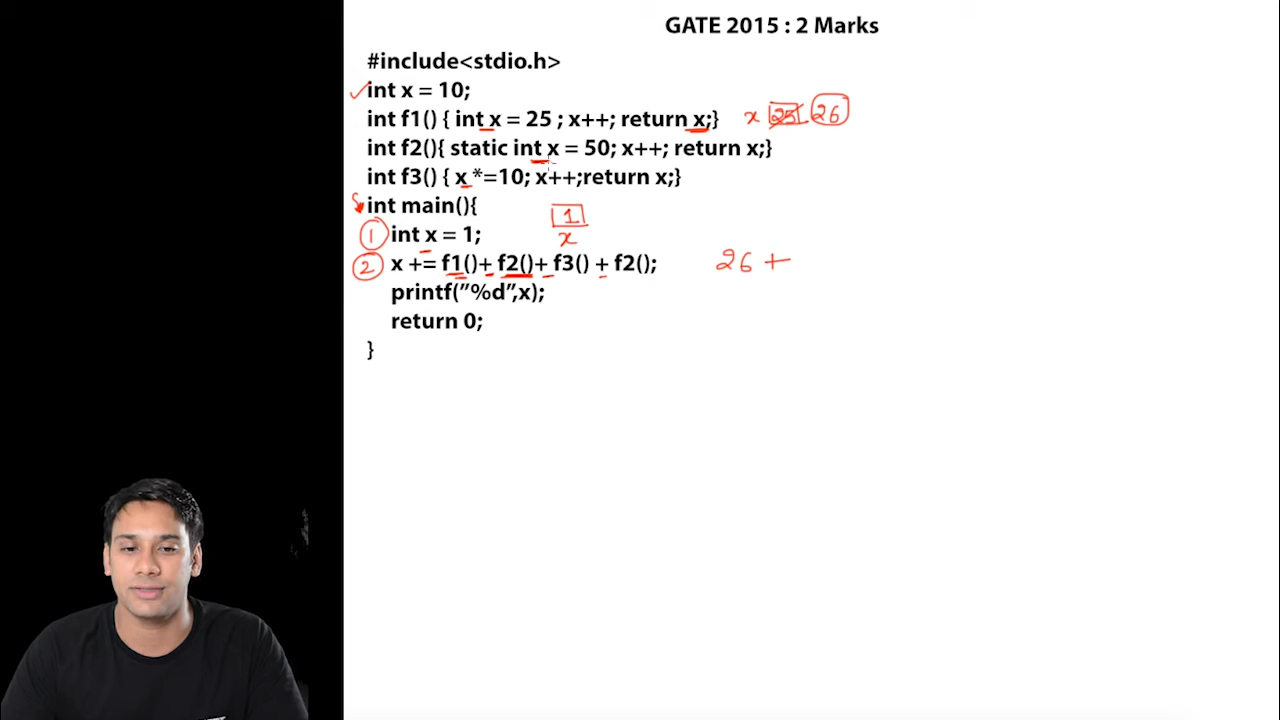 GATE 2015 : 2 Marks
#include<stdio.h>
int x = 10;
int f1() { int x = 25 ; x++; return x;} x 25 26
int f2(){ static int x = 50; x++; return x;}
int f3() { x *=10; x++;return x;}
int main(){
1
1 int x = 1; x
2 x += f1()+ f2()+ f3() + f2(); 26 +
printf("%d",x);
return 0;
}